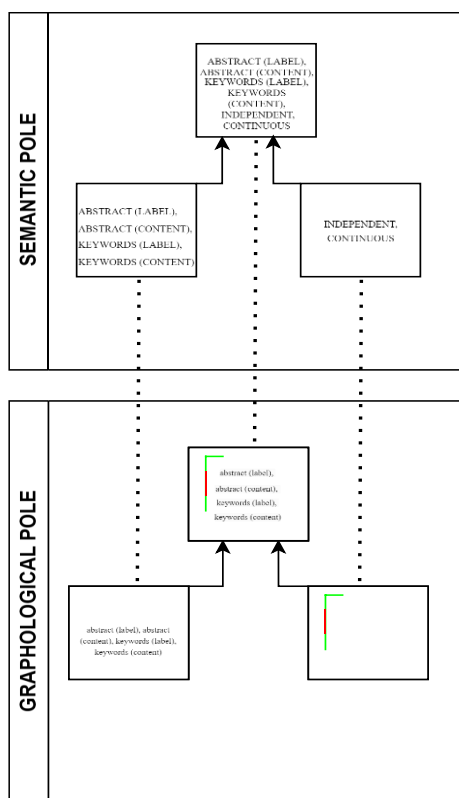 SEMANTIC POLE
ABSTRACT (LABEL),
ABSTRACT (CONTENT),
KEYWORDS (LABEL),
KEYWORDS
(CONTENT),
INDEPENDENT,
CONTINUOUS
ABSTRACT (LABEL),
ABSTRACT (CONTENT),
KEYWORDS (LABEL),
KEYWORDS (CONTENT)
INDEPENDENT,
CONTINUOUS
GRAPHOLOGICAL POLE
abstract (label),
abstract (content),
keywords (label),
keywords (content)
abstract (label), abstract
(content), keywords (label),
keywords (content)